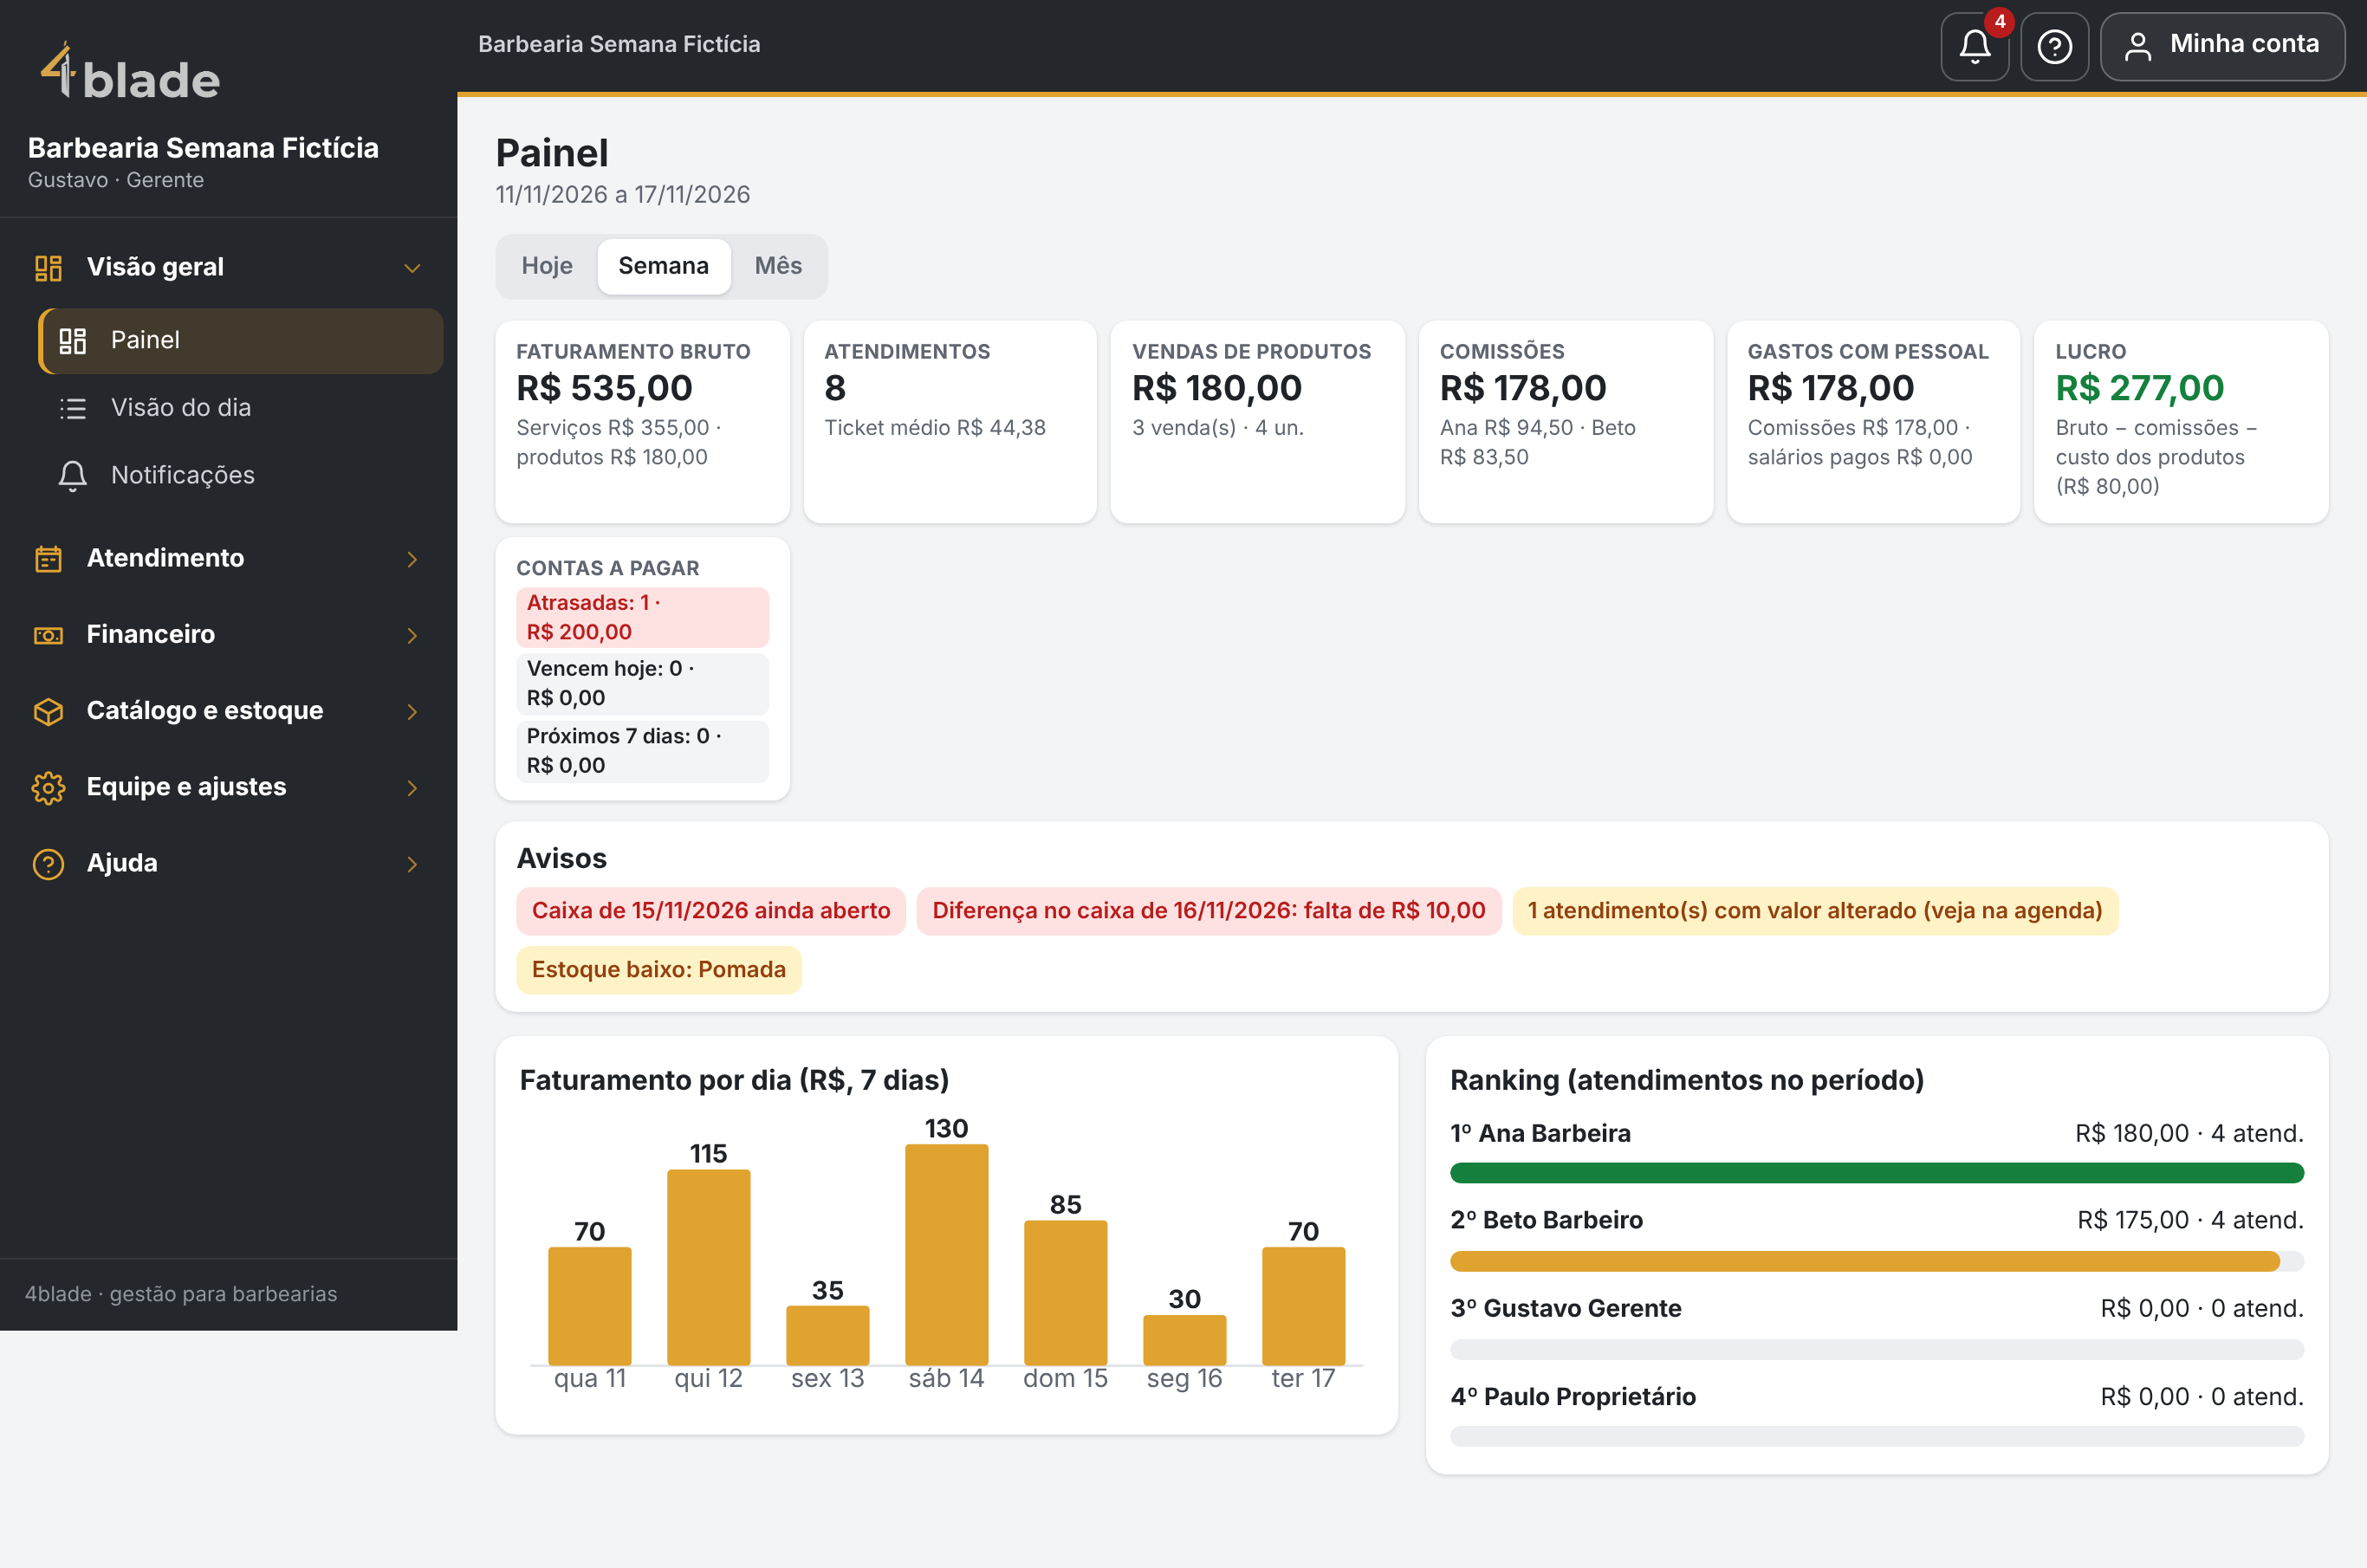 4blade
Barbearia Semana Fictícia
Gustavo · Gerente
Visão geral
Painel
Visão do dia
Notificações
Atendimento
Financeiro
Catálogo e estoque
Equipe e ajustes
Ajuda
4blade · gestão para barbearias
Barbearia Semana Fictícia
4
Minha conta
Painel
11/11/2026 a 17/11/2026
Hoje
Semana
Mês
FATURAMENTO BRUTO
R$ 535,00
Serviços R$ 355,00 ·
produtos R$ 180,00
ATENDIMENTOS
8
Ticket médio R$ 44,38
VENDAS DE PRODUTOS
R$ 180,00
3 venda(s) · 4 un.
COMISSÕES
R$ 178,00
Ana R$ 94,50 · Beto
R$ 83,50
GASTOS COM PESSOAL
R$ 178,00
Comissões R$ 178,00 ·
salários pagos R$ 0,00
LUCRO
R$ 277,00
Bruto – comissões –
custo dos produtos
(R$ 80,00)
CONTAS A PAGAR
Atrasadas: 1 ·
R$ 200,00
Vencem hoje: 0 ·
R$ 0,00
Próximos 7 dias: 0 ·
R$ 0,00
Avisos
Caixa de 15/11/2026 ainda aberto
Diferença no caixa de 16/11/2026: falta de R$ 10,00
1 atendimento(s) com valor alterado (veja na agenda)
Estoque baixo: Pomada
Faturamento por dia (R$, 7 dias)
70
115
35
130
85
30
70
qua 11
qui 12
sex 13
sáb 14
dom 15
seg 16
ter 17
Ranking (atendimentos no período)
1º Ana Barbeira
R$ 180,00 · 4 atend.
2º Beto Barbeiro
R$ 175,00 · 4 atend.
3º Gustavo Gerente
R$ 0,00 · 0 atend.
4º Paulo Proprietário
R$ 0,00 · 0 atend.